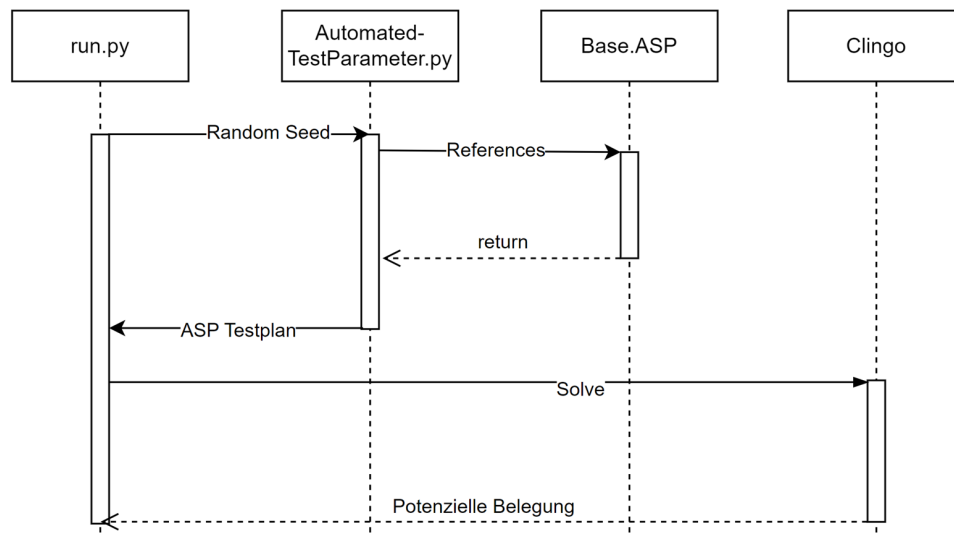 run.py
Automated-
TestParameter.py
Base.ASP
Clingo
Random Seed
References
return
ASP Testplan
Solve
Potenzielle Belegung